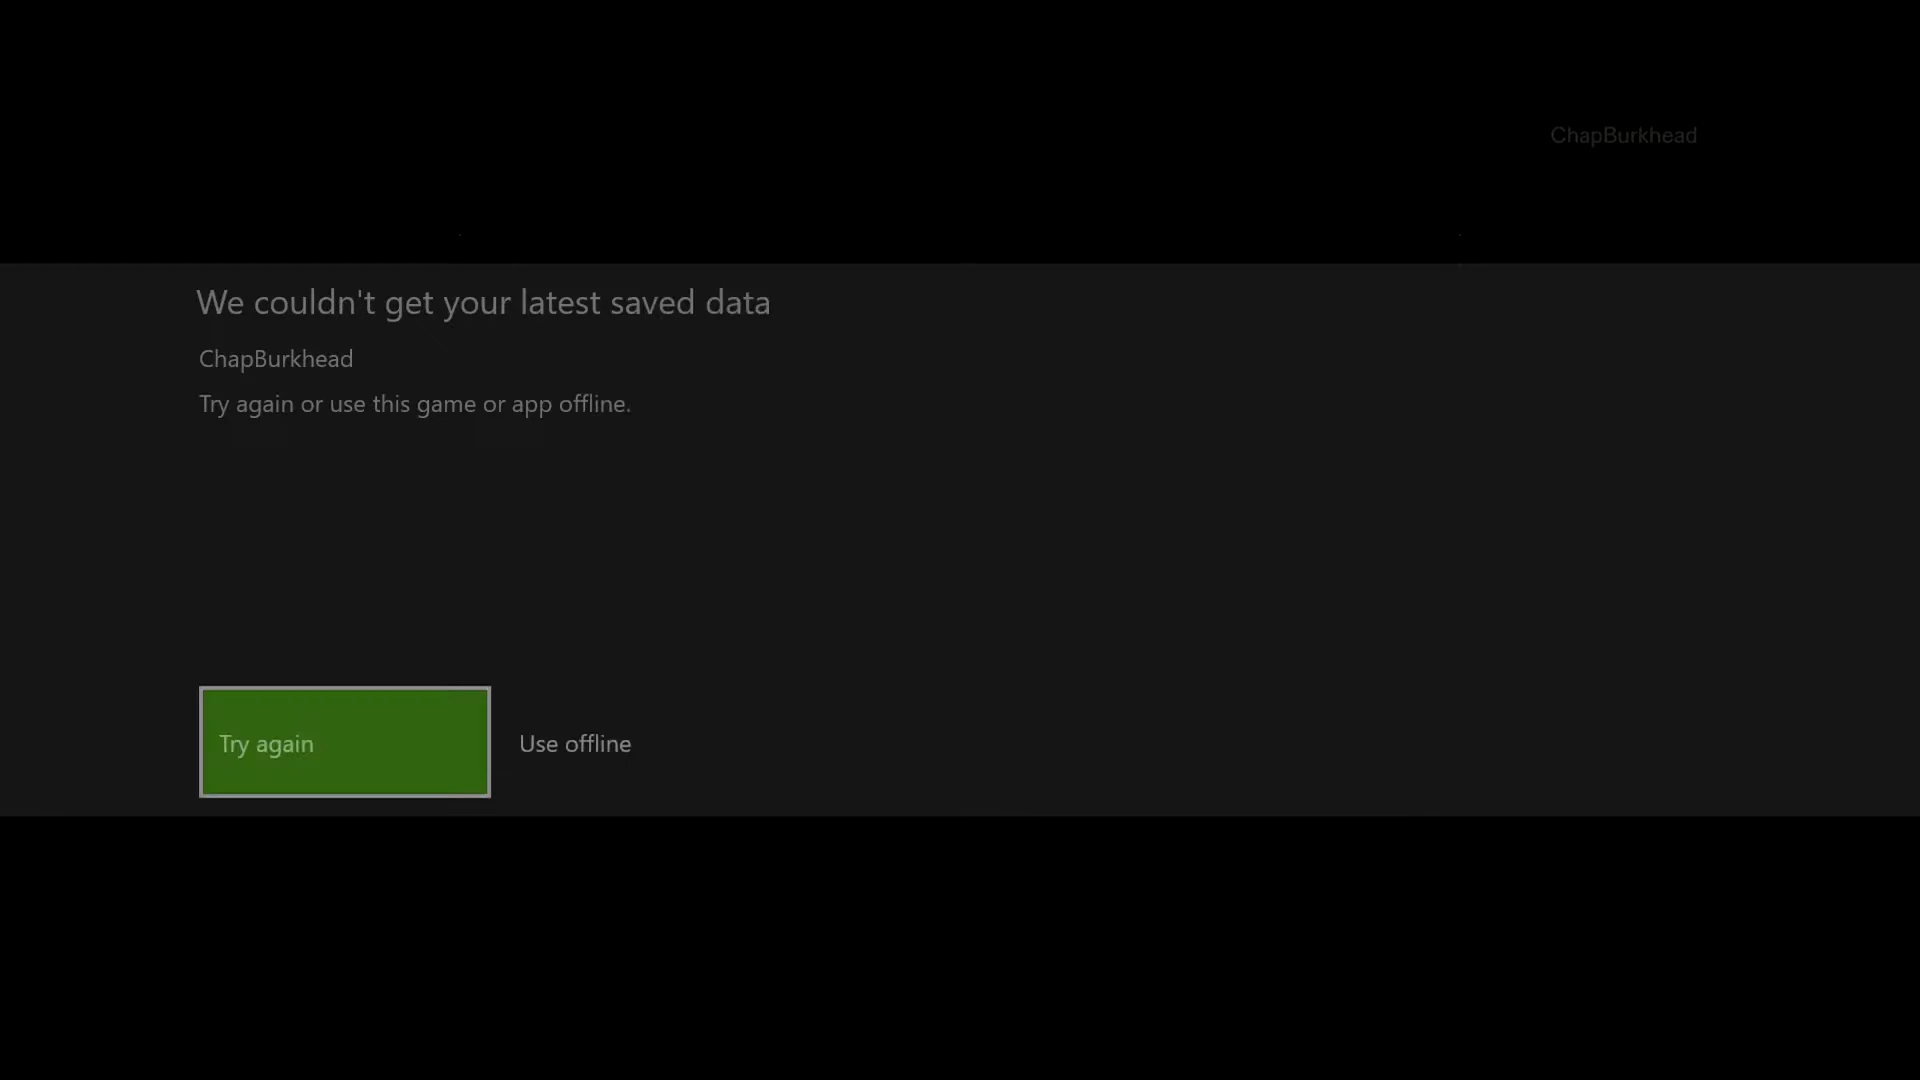 ChapBurkhead
We couldn't get your latest saved data
ChapBurkhead
Try again or use this game or app offline.
Try again
Use offline